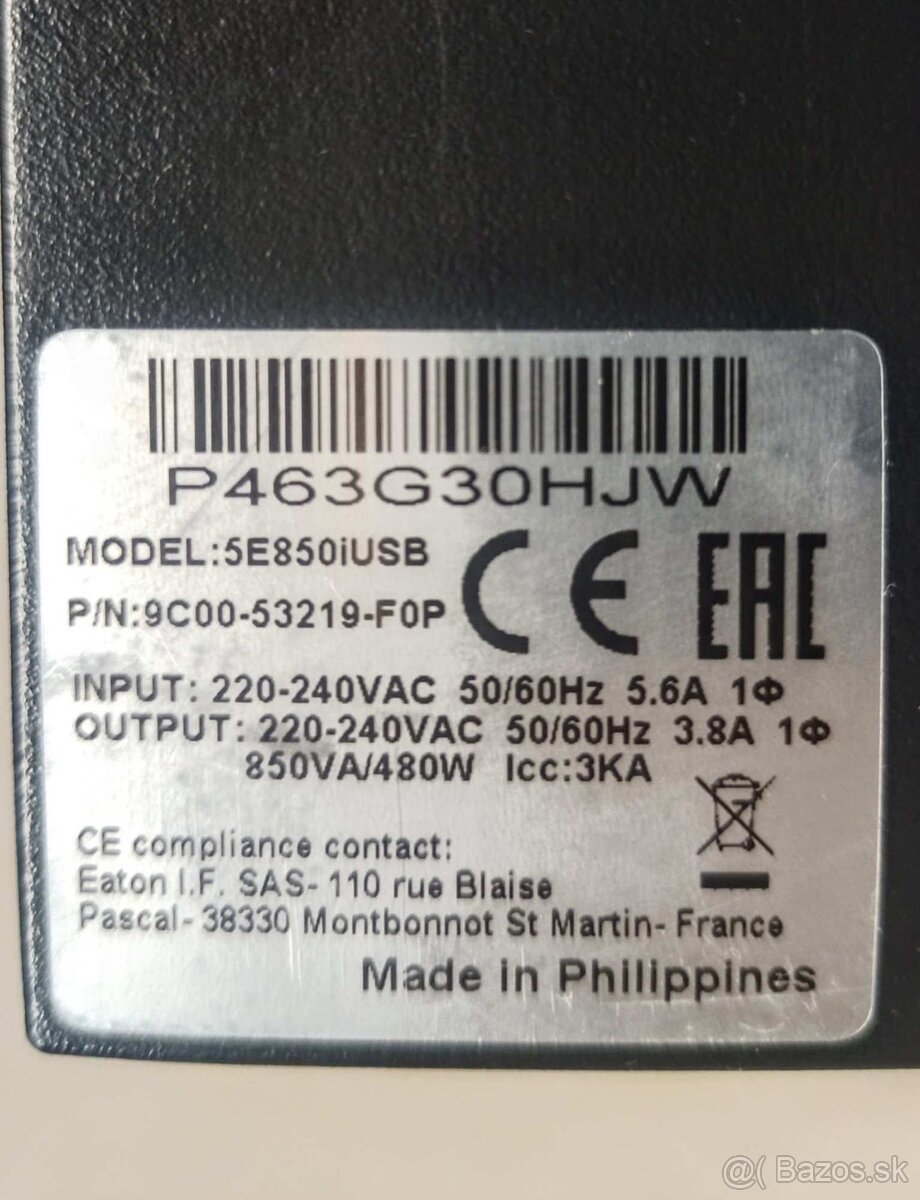 P463G30HJW
MODEL:5E850iUSB
P/N:9C00-53219-F0P
CE EAC
INPUT: 220-240VAC 50/60Hz 5.6A 1Φ
OUTPUT: 220-240VAC 50/60Hz 3.8A 1Φ
850VA/480W Icc:3KA
CE compliance contact:
Eaton I.F. SAS- 110 rue Blaise
Pascal- 38330 Montbonnot St Martin- France
Made in Philippines
@( Bazos.sk